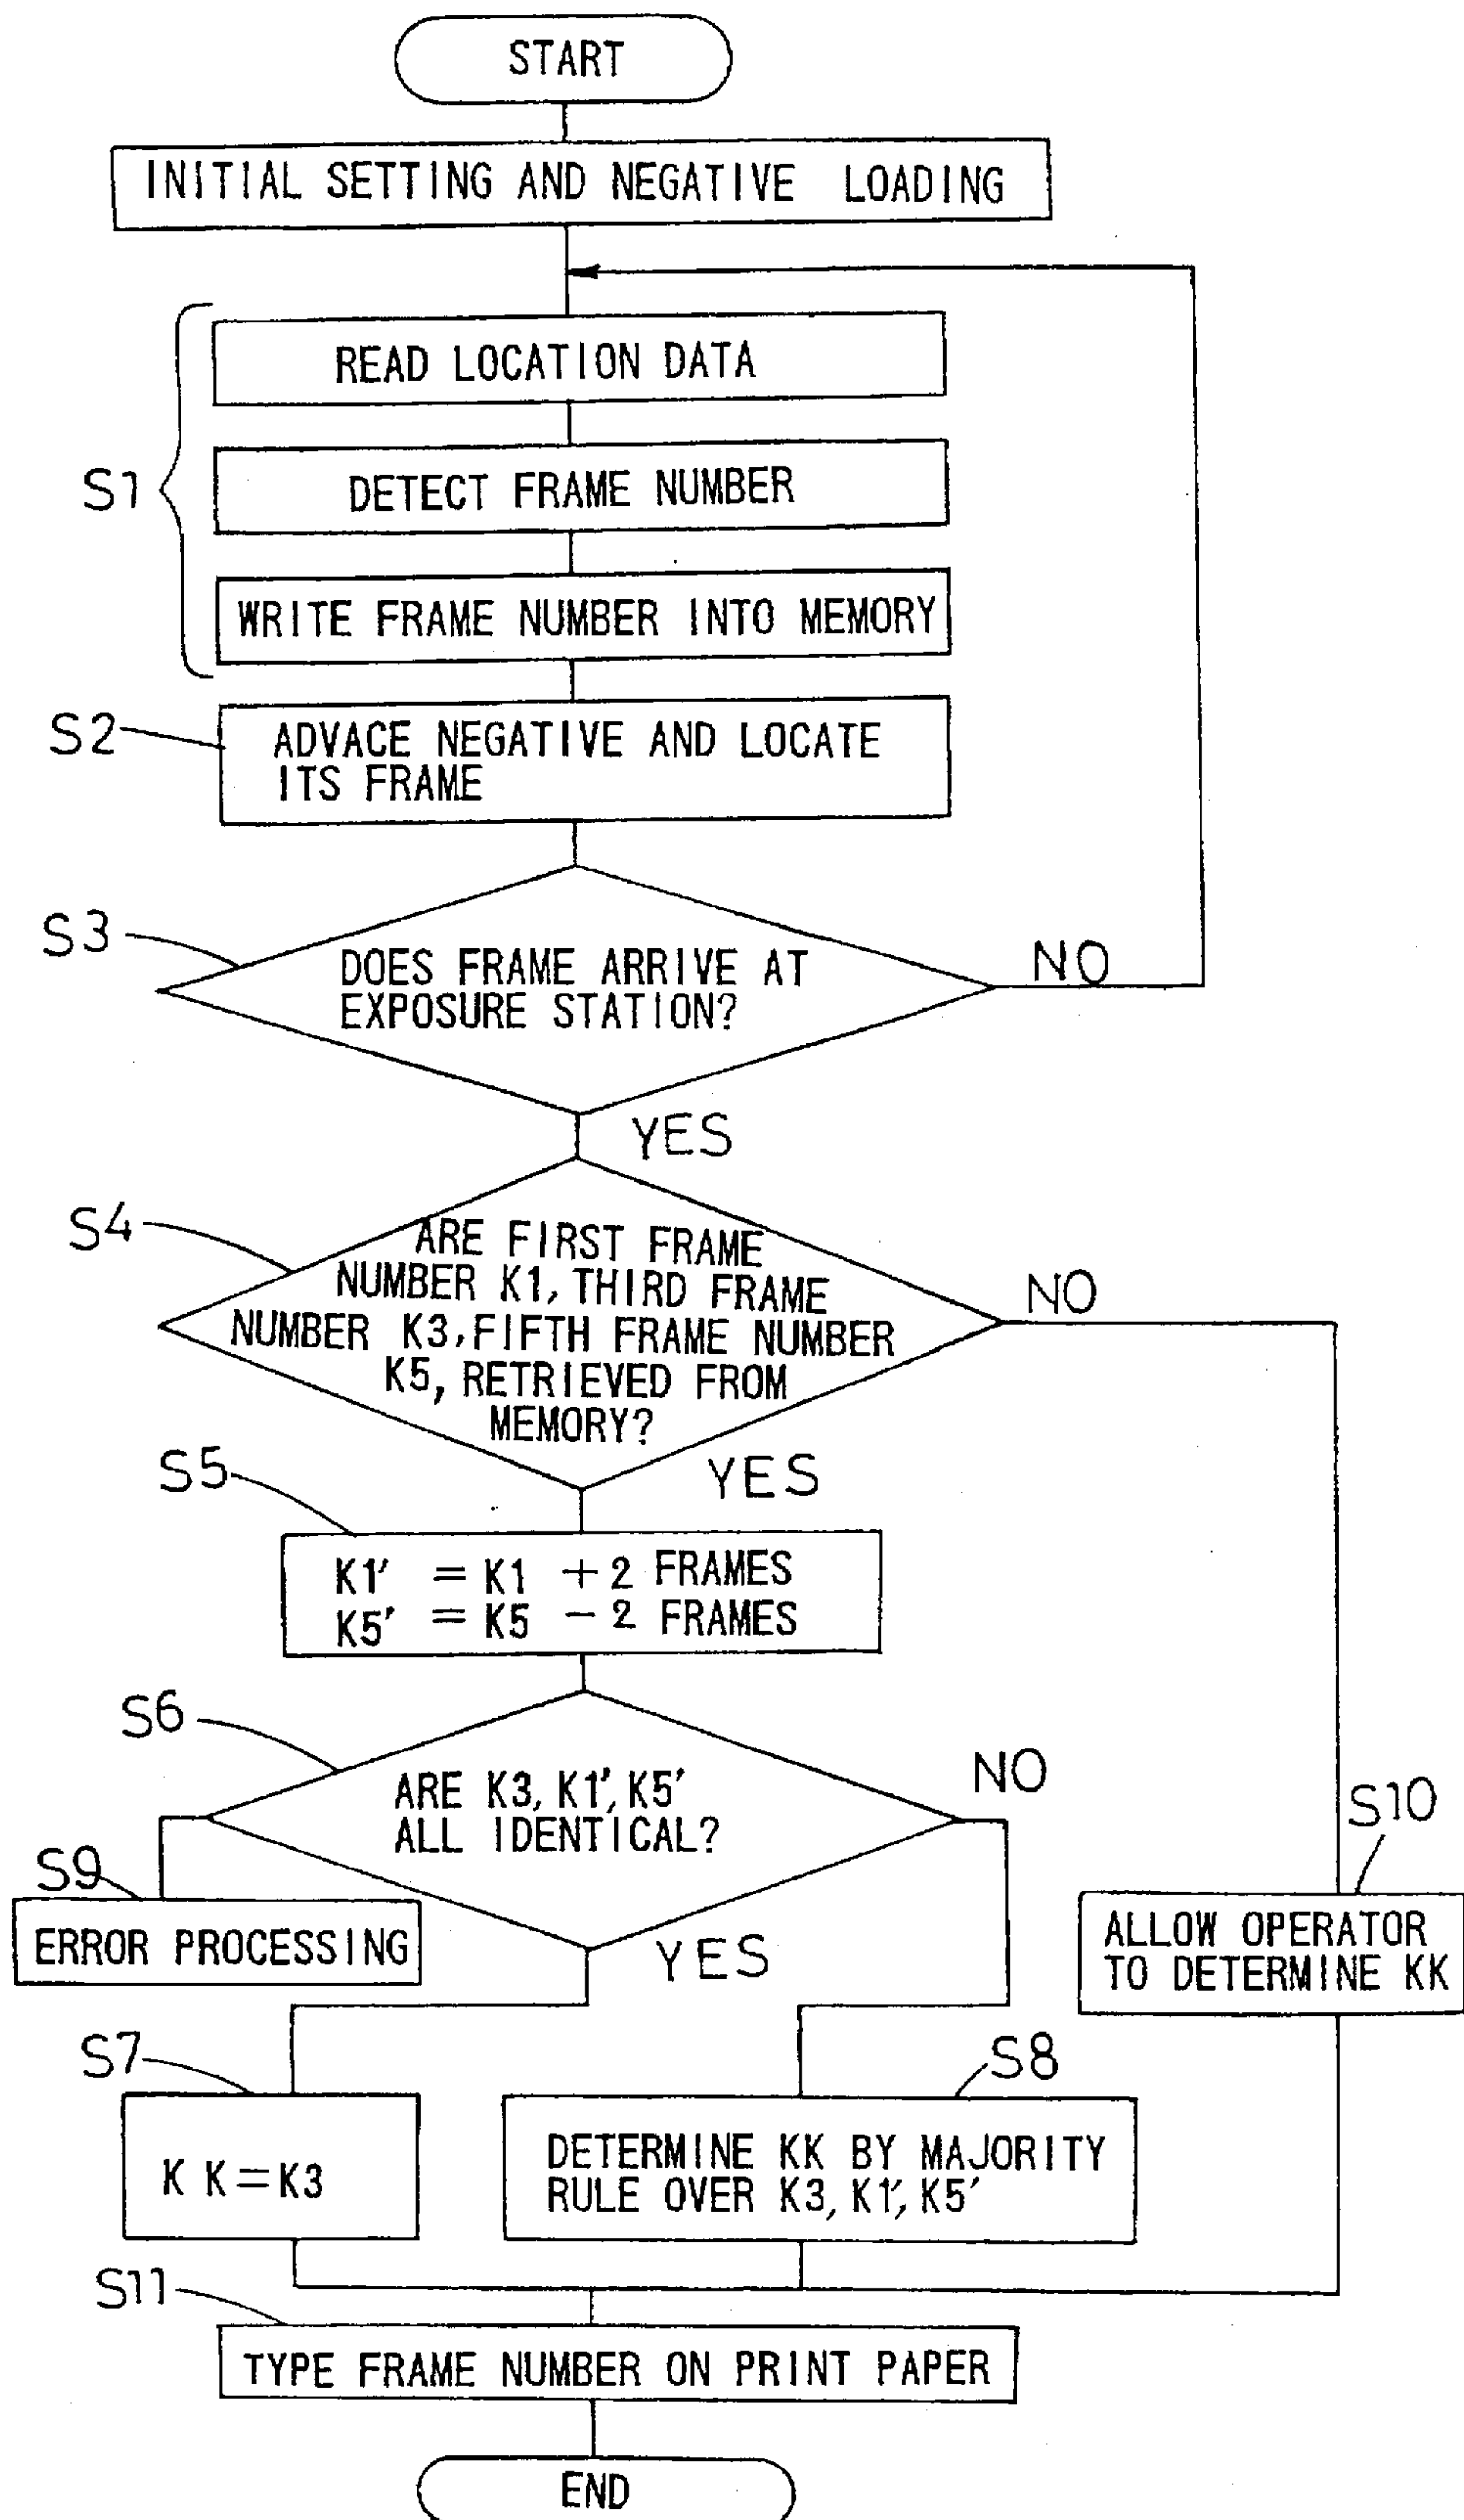 START
INITIAL SETTING AND NEGATIVE LOADING
READ LOCATION DATA
S1
DETECT FRAME NUMBER
WRITE FRAME NUMBER INTO MEMORY
S2
ADVACE NEGATIVE AND LOCATE
ITS FRAME
S3
DOES FRAME ARRIVE AT
EXPOSURE STATION?
NO
YES
S4
ARE FIRST FRAME
NUMBER K1, THIRD FRAME
NUMBER K3, FIFTH FRAME NUMBER
K5, RETRIEVED FROM
MEMORY?
NO
YES
S5
K1' = K1 + 2 FRAMES
K5' = K5 - 2 FRAMES
S6
ARE K3, K1', K5'
ALL IDENTICAL?
NO
S10
S9
ERROR PROCESSING
YES
ALLOW OPERATOR
TO DETERMINE KK
S7
K K = K3
S8
DETERMINE KK BY MAJORITY
RULE OVER K3, K1', K5'
S11
TYPE FRAME NUMBER ON PRINT PAPER
END